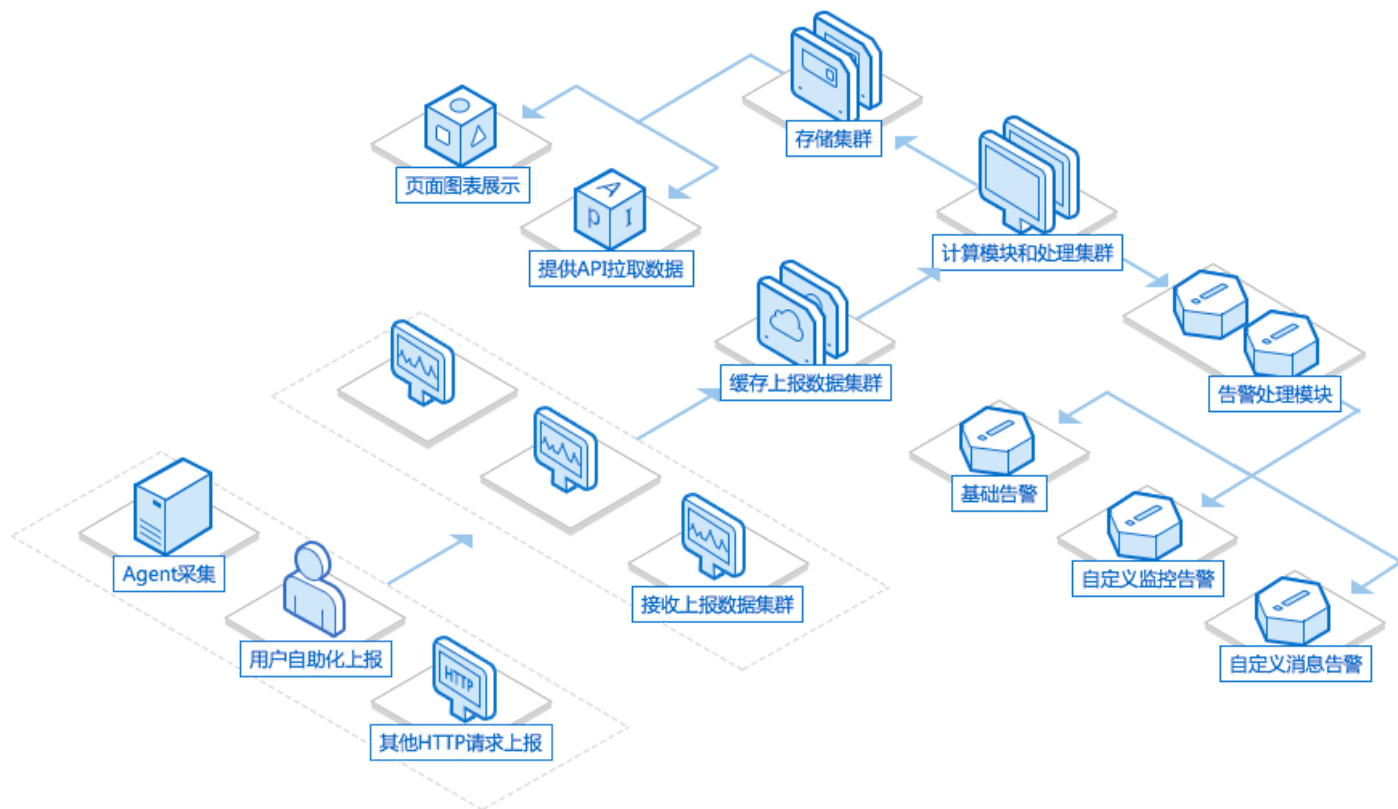 存储集群
页面图表展示
A
P
I
提供API拉取数据
计算模块和处理集群
缓存上报数据集群
告警处理模块
基础告警
Agent采集
自定义监控告警
接收上报数据集群
用户自助化上报
自定义消息告警
HTTP
其他HTTP请求上报